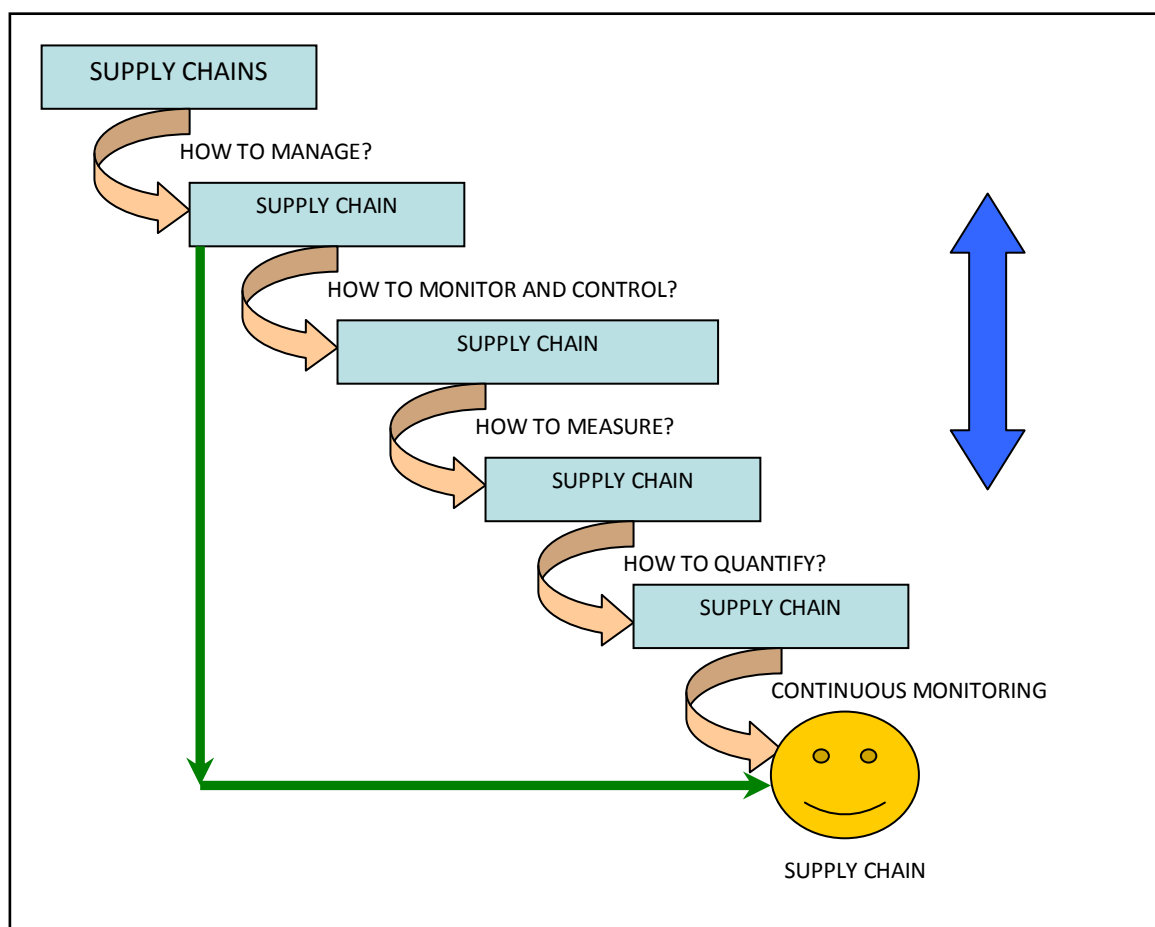 SUPPLY CHAINS
HOW TO MANAGE?
SUPPLY CHAIN
HOW TO MONITOR AND CONTROL?
SUPPLY CHAIN
HOW TO MEASURE?
SUPPLY CHAIN
HOW TO QUANTIFY?
SUPPLY CHAIN
CONTINUOUS MONITORING
SUPPLY CHAIN